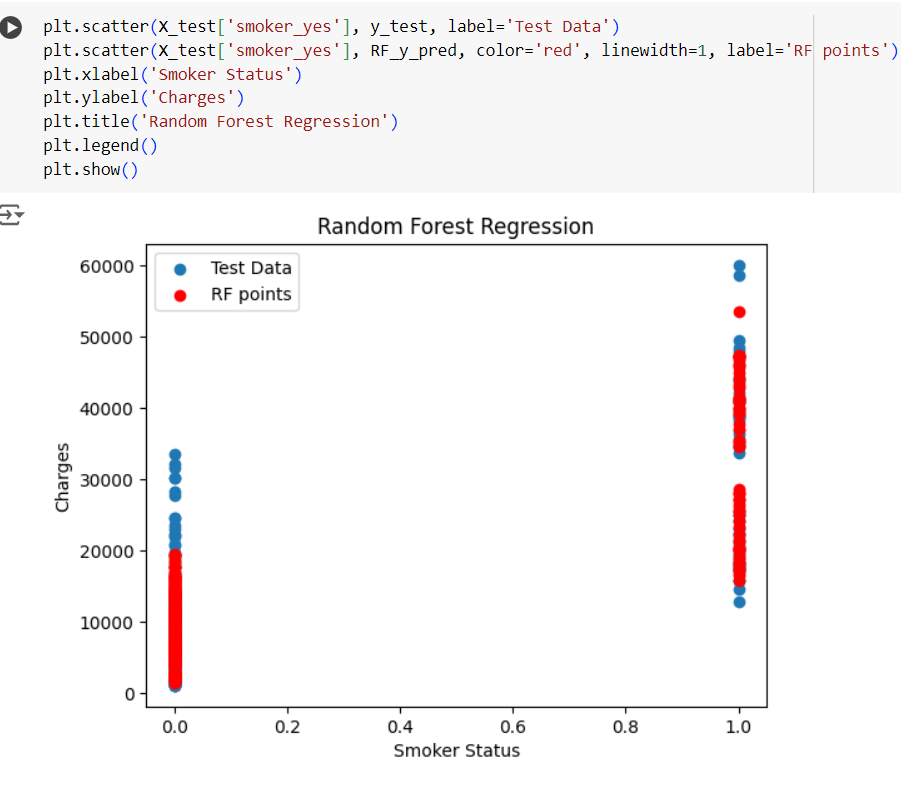 plt.scatter(X_test['smoker_yes'], y_test, label='Test Data')
plt.scatter(X_test['smoker_yes'], RF_y_pred, color='red', linewidth=1, label='RF points')
plt.xlabel('Smoker Status')
plt.ylabel('Charges')
plt.title('Random Forest Regression')
plt.legend()
plt.show()
Random Forest Regression
Test Data
RF points
60000
50000
40000
30000
20000
10000
0
Charges
0.0 0.2 0.4 0.6 0.8 1.0
Smoker Status